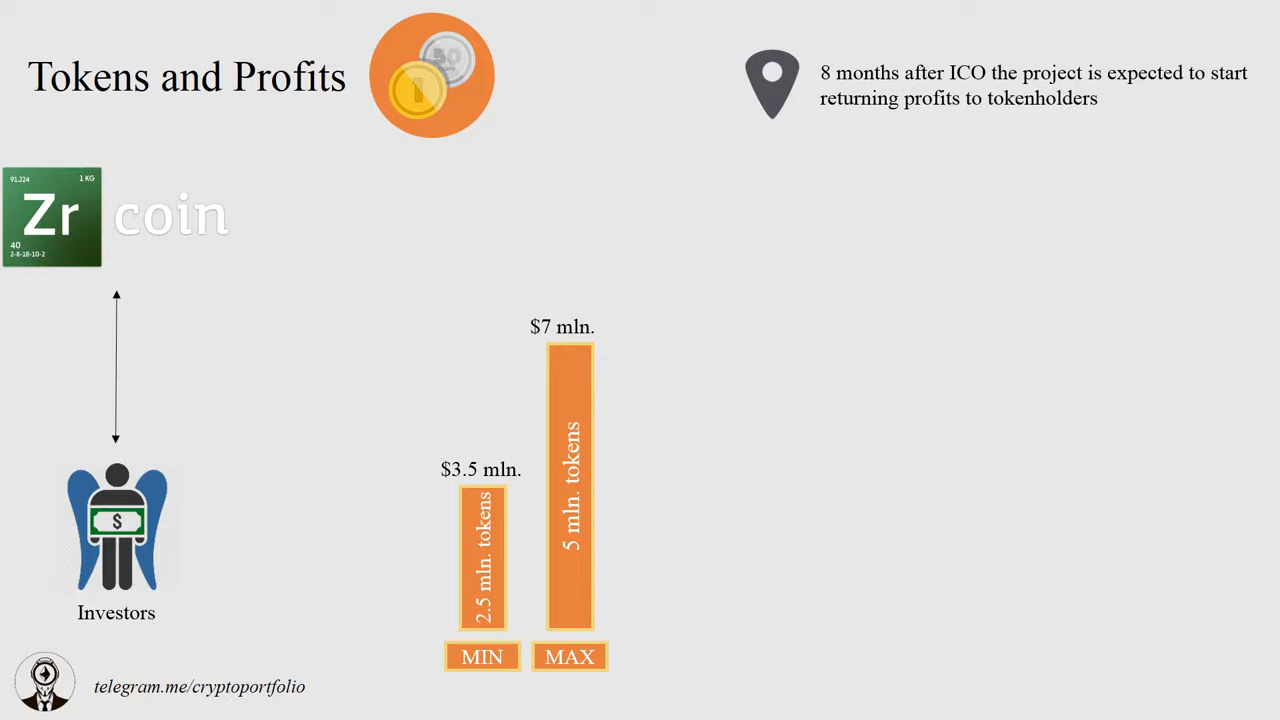 Tokens and Profits
50
1
8 months after ICO the project is expected to start
returning profits to tokenholders
91.224 1 KG
Zr coin
40
2-8-18-10-2
$7 mln.
$3.5 mln.
5 mln. tokens
2.5 mln. tokens
$
Investors
MIN MAX
telegram.me/cryptoportfolio